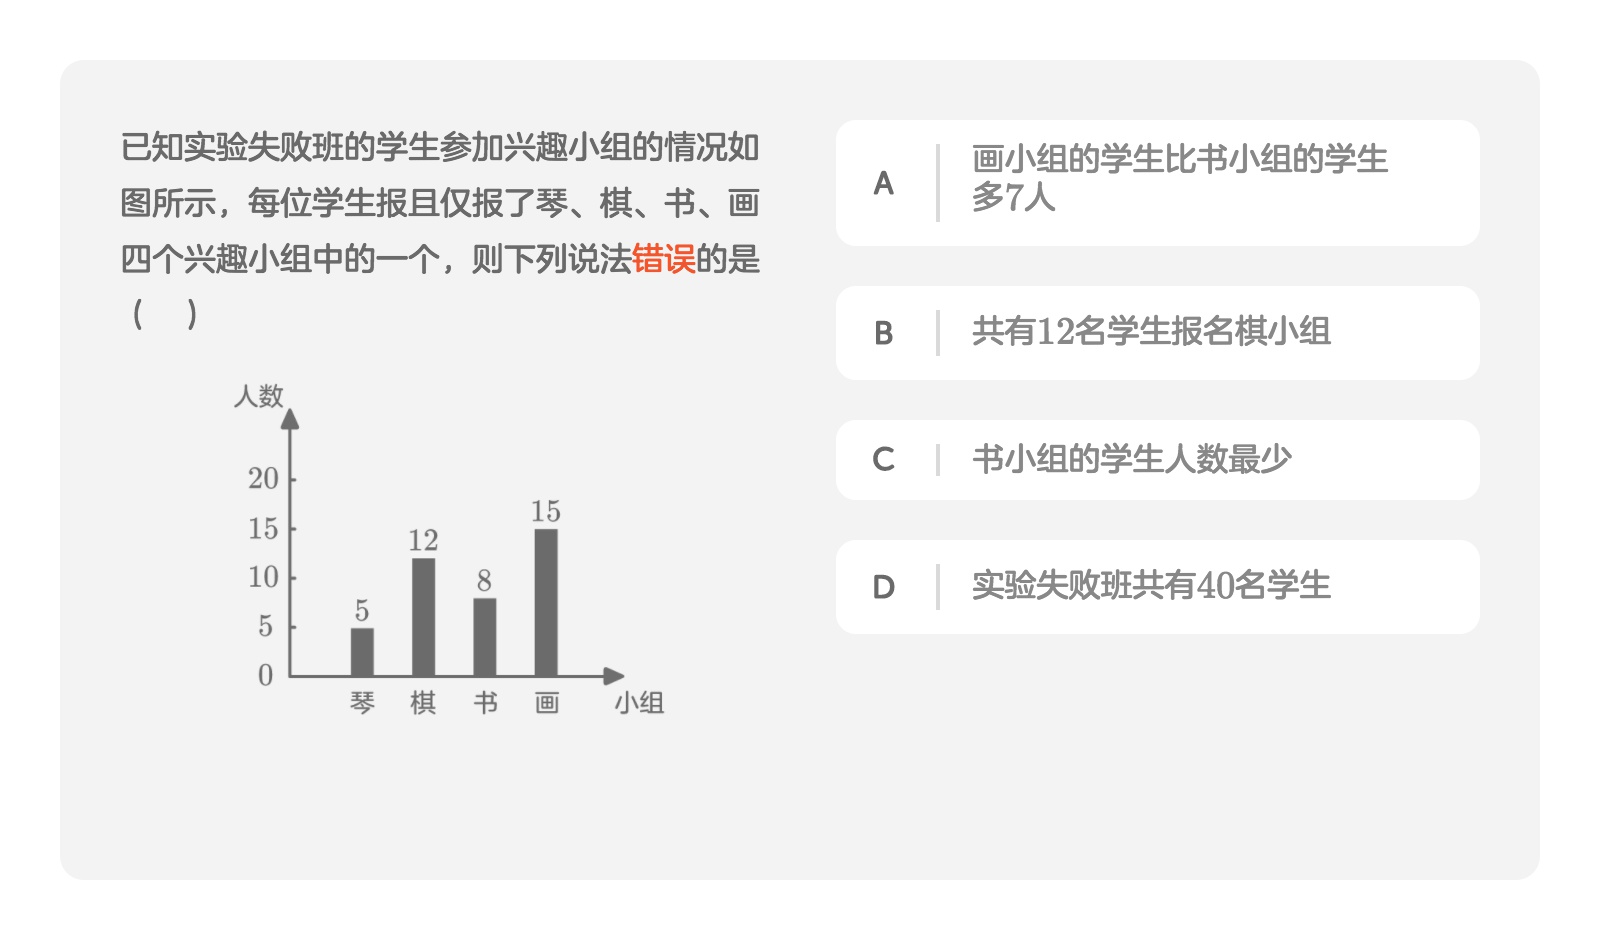 已知实验失败班的学生参加兴趣小组的情况如
图所示，每位学生报且仅报了琴、棋、书、画
四个兴趣小组中的一个，则下列说法错误的是
（　）
人数
20
15
10
5
0
5
12
8
15
琴 棋 书 画 小组
A 画小组的学生比书小组的学生
多7人
B 共有12名学生报名棋小组
C 书小组的学生人数最少
D 实验失败班共有40名学生